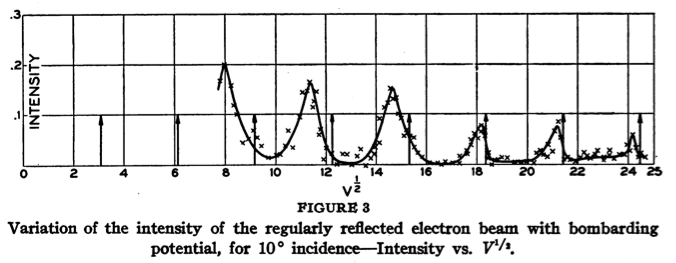 .3
.2
.1
INTENSITY
0 2 4 6 8 10 12 14 16 18 20 22 24 25
V½
FIGURE 3
Variation of the intensity of the regularly reflected electron beam with bombarding
potential, for 10° incidence—Intensity vs. V¹/².